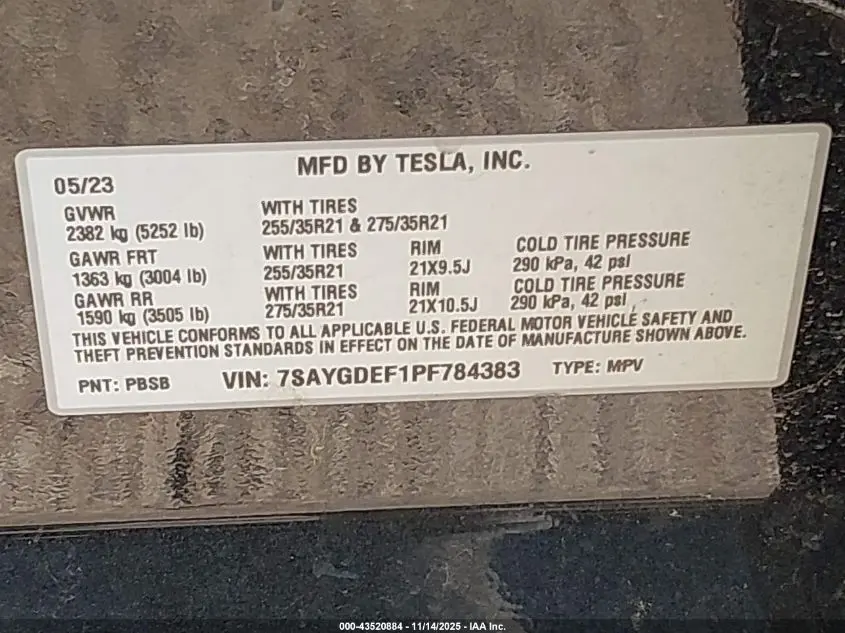 MFD BY TESLA, INC.
05/23
GVWR WITH TIRES
2382 kg (5252 lb) 255/35R21 & 275/35R21
GAWR FRT WITH TIRES RIM COLD TIRE PRESSURE
1363 kg (3004 lb) 255/35R21 21X9.5J 290 kPa, 42 psi
GAWR RR WITH TIRES RIM COLD TIRE PRESSURE
1590 kg (3505 lb) 275/35R21 21X10.5J 290 kPa, 42 psi
THIS VEHICLE CONFORMS TO ALL APPLICABLE U.S. FEDERAL MOTOR VEHICLE SAFETY AND
THEFT PREVENTION STANDARDS IN EFFECT ON THE DATE OF MANUFACTURE SHOWN ABOVE.
PNT: PBSB VIN: 7SAYGDEF1PF784383 TYPE: MPV
000-43520884 - 11/14/2025 - IAA Inc.